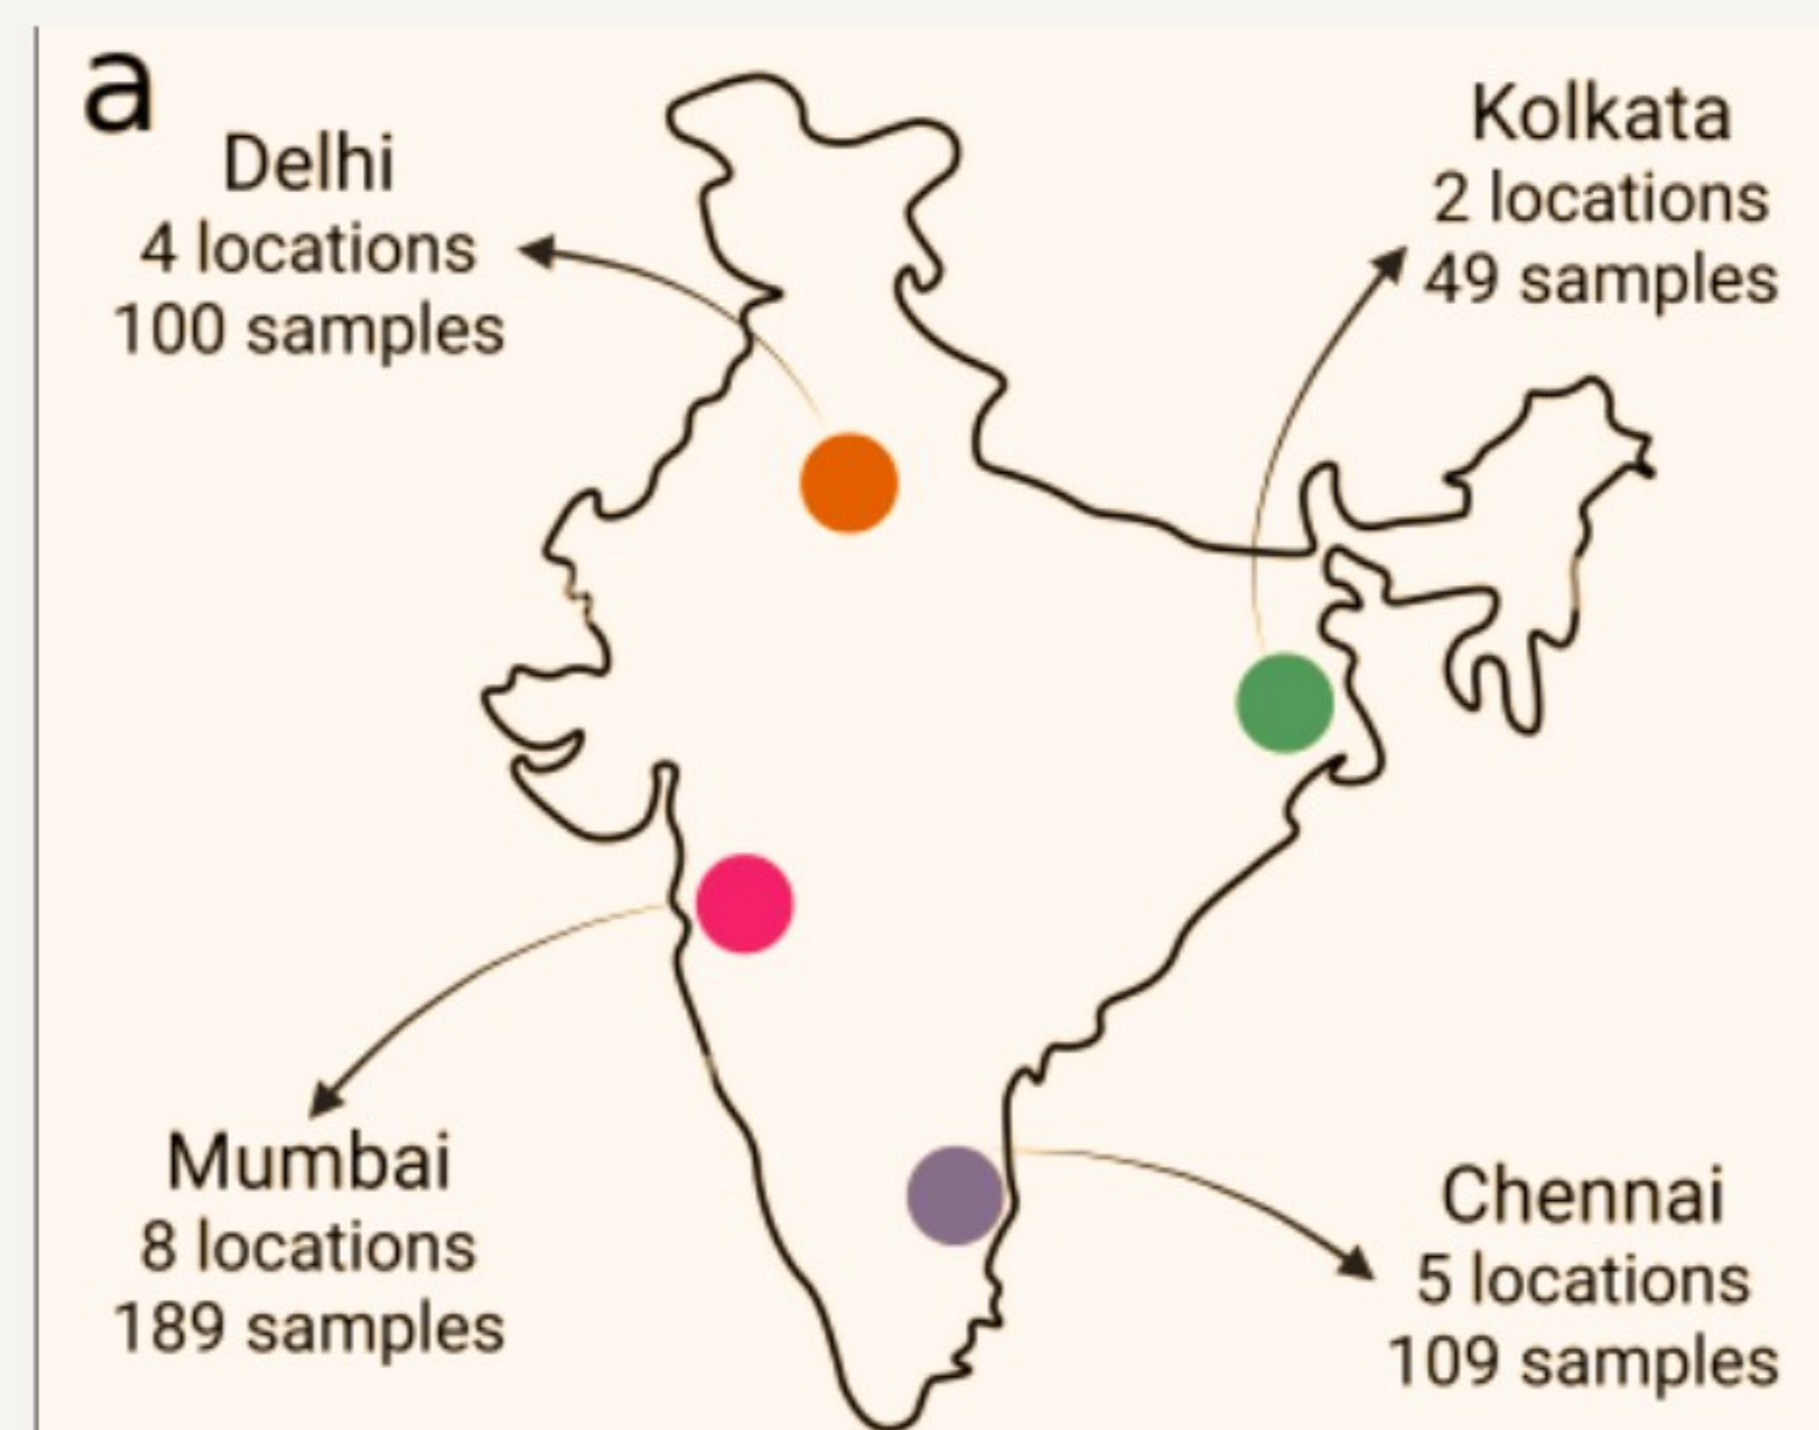 a
Delhi
4 locations
100 samples
Kolkata
2 locations
49 samples
Mumbai
8 locations
189 samples
Chennai
5 locations
109 samples